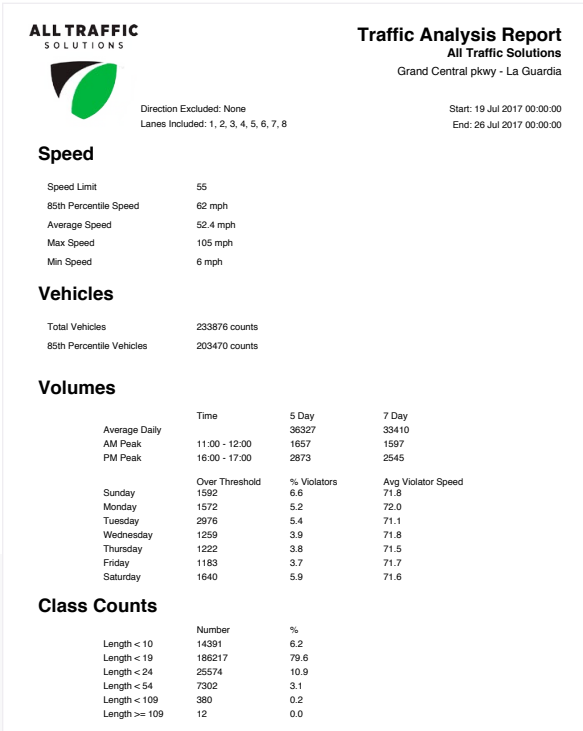 ALL TRAFFIC
SOLUTIONS
Traffic Analysis Report
All Traffic Solutions
Grand Central pkwy - La Guardia
Direction Excluded: None
Start: 19 Jul 2017 00:00:00
Lanes Included: 1, 2, 3, 4, 5, 6, 7, 8
End: 26 Jul 2017 00:00:00
Speed
Speed Limit 55
85th Percentile Speed 62 mph
Average Speed 52.4 mph
Max Speed 105 mph
Min Speed 6 mph
Vehicles
Total Vehicles 233876 counts
85th Percentile Vehicles 203470 counts
Volumes
Time 5 Day 7 Day
Average Daily 36327 33410
AM Peak 11:00 - 12:00 1657 1597
PM Peak 16:00 - 17:00 2873 2545
Over Threshold % Violators Avg Violator Speed
Sunday 1592 6.6 71.8
Monday 1572 5.2 72.0
Tuesday 2976 5.4 71.1
Wednesday 1259 3.9 71.8
Thursday 1222 3.8 71.5
Friday 1183 3.7 71.7
Saturday 1640 5.9 71.6
Class Counts
Number %
Length < 10 14391 6.2
Length < 19 186217 79.6
Length < 24 25574 10.9
Length < 54 7302 3.1
Length < 109 380 0.2
Length >= 109 12 0.0